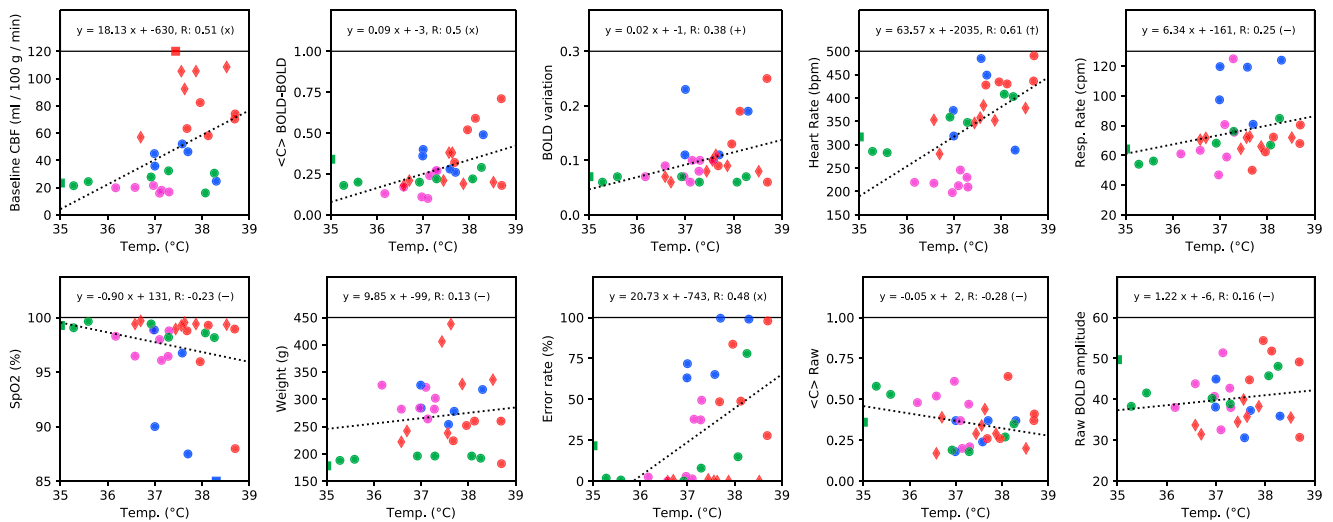 y = 18.13 x + -630, R: 0.51 (x)
Baseline CBF (ml / 100 g / min)
120
100
80
60
40
20
0
35 36 37 38 39
Temp. (°C)
y = 0.09 x + -3, R: 0.5 (x)
<C> BOLD-BOLD
1.00
0.75
0.50
0.25
0.00
35 36 37 38 39
Temp. (°C)
y = 0.02 x + -1, R: 0.38 (+)
BOLD variation
0.3
0.2
0.1
0.0
35 36 37 38 39
Temp. (°C)
y = 63.57 x + -2035, R: 0.61 (†)
Heart Rate (bpm)
500
450
400
350
300
250
200
150
35 36 37 38 39
Temp. (°C)
y = 6.34 x + -161, R: 0.25 (−)
Resp. Rate (cpm)
120
100
80
60
40
20
35 36 37 38 39
Temp. (°C)
y = -0.90 x + 131, R: -0.23 (−)
SpO2 (%)
100
95
90
85
35 36 37 38 39
Temp. (°C)
y = 9.85 x + -99, R: 0.13 (−)
Weight (g)
450
400
350
300
250
200
150
35 36 37 38 39
Temp. (°C)
y = 20.73 x + -743, R: 0.48 (x)
Error rate (%)
100
80
60
40
20
0
35 36 37 38 39
Temp. (°C)
y = -0.05 x + 2, R: -0.28 (−)
<C> Raw
1.00
0.75
0.50
0.25
0.00
35 36 37 38 39
Temp. (°C)
y = 1.22 x + -6, R: 0.16 (−)
Raw BOLD amplitude
60
50
40
30
20
35 36 37 38 39
Temp. (°C)